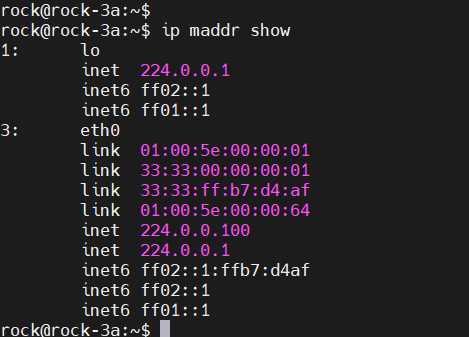 rock@rock-3a:~$
rock@rock-3a:~$ ip maddr show
1: lo
inet 224.0.0.1
inet6 ff02::1
inet6 ff01::1
3: eth0
link 01:00:5e:00:00:01
link 33:33:00:00:00:01
link 33:33:ff:b7:d4:af
link 01:00:5e:00:00:64
inet 224.0.0.100
inet 224.0.0.1
inet6 ff02::1:ffb7:d4af
inet6 ff02::1
inet6 ff01::1
rock@rock-3a:~$